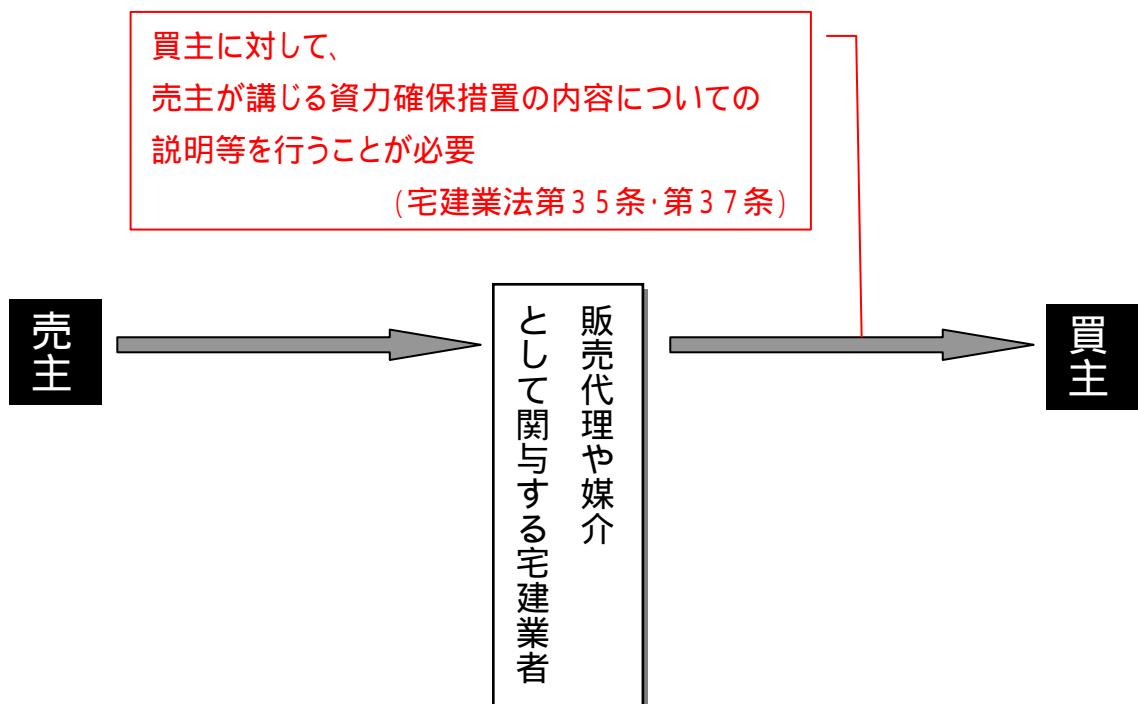 買主に対して、
売主が講じる資力確保措置の内容についての
説明等を行うことが必要
(宅建業法第３５条・第３７条)
売主
販売代理や媒介
として関与する宅建業者
買主